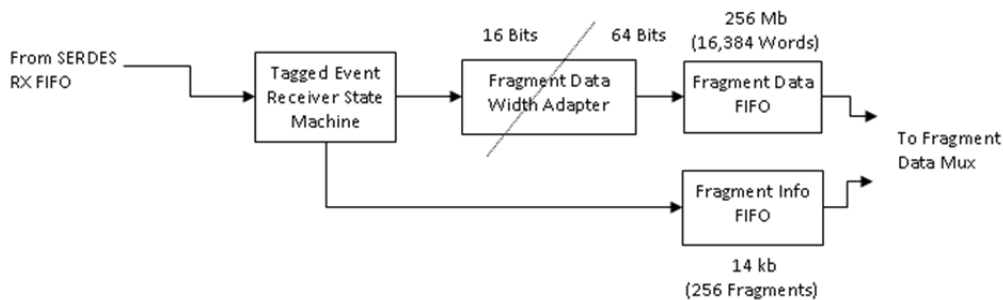 From SERDES
RX FIFO
Tagged Event
Receiver State
Machine
16 Bits
64 Bits
Fragment Data
Width Adapter
256 Mb
(16,384 Words)
Fragment Data
FIFO
To Fragment
Data Mux
Fragment Info
FIFO
14 kb
(256 Fragments)